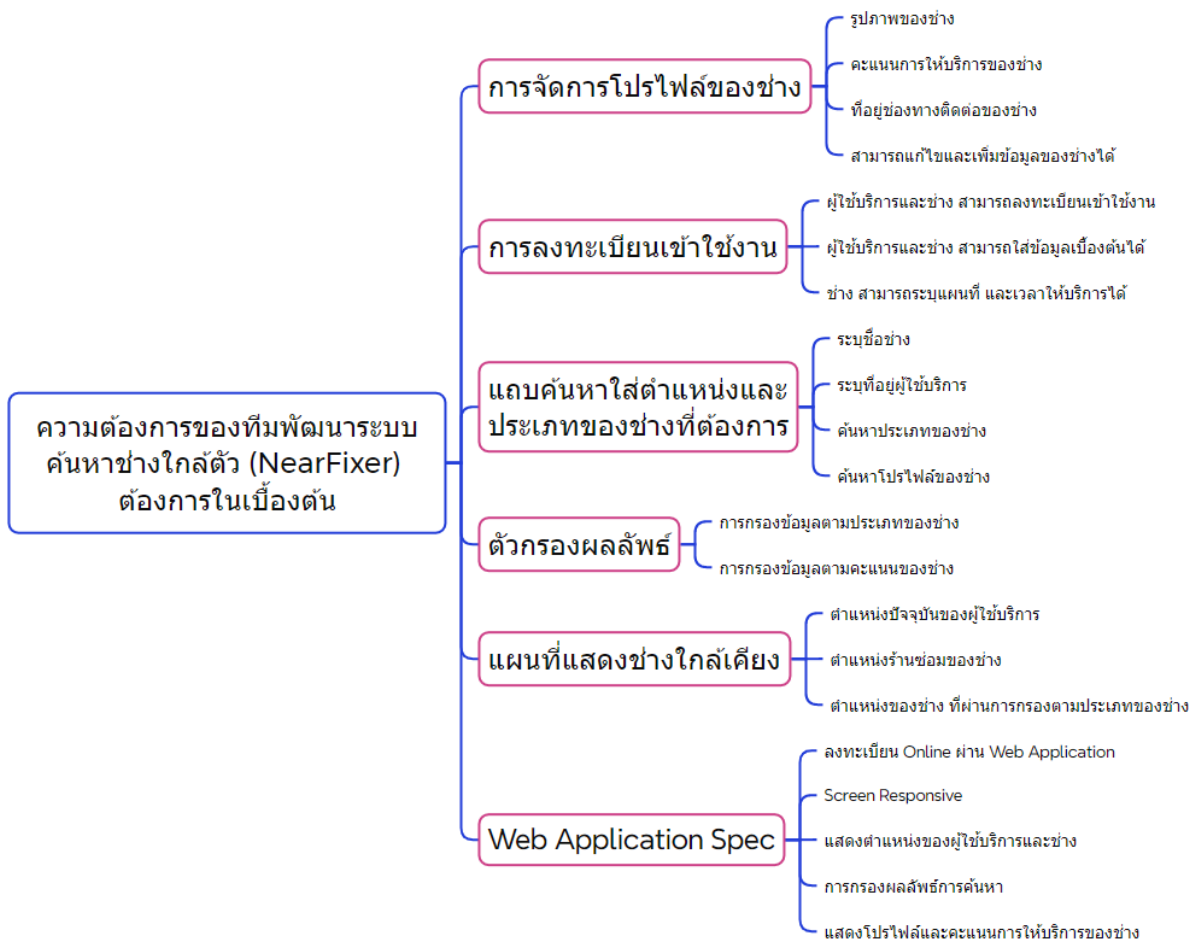 ความต้องการของทีมพัฒนาระบบ
ค้นหาช่างใกล้ตัว (NearFixer)
ต้องการในเบื้องต้น
การจัดการโปรไฟล์ของช่าง
รูปภาพของช่าง
คะแนนการให้บริการของช่าง
ที่อยู่ช่องทางติดต่อของช่าง
สามารถแก้ไขและเพิ่มข้อมูลของช่างได้
การลงทะเบียนเข้าใช้งาน
ผู้ใช้บริการและช่าง สามารถลงทะเบียนเข้าใช้งาน
ผู้ใช้บริการและช่าง สามารถใส่ข้อมูลเบื้องต้นได้
ช่าง สามารถระบุแผนที่ และเวลาให้บริการได้
แถบค้นหาใส่ตำแหน่งและ
ประเภทของช่างที่ต้องการ
ระบุชื่อช่าง
ระบุที่อยู่ผู้ใช้บริการ
ค้นหาประเภทของช่าง
ค้นหาโปรไฟล์ของช่าง
ตัวกรองผลลัพธ์
การกรองข้อมูลตามประเภทของช่าง
การกรองข้อมูลตามคะแนนของช่าง
แผนที่แสดงช่างใกล้เคียง
ตำแหน่งปัจจุบันของผู้ใช้บริการ
ตำแหน่งร้านซ่อมของช่าง
ตำแหน่งของช่าง ที่ผ่านการกรองตามประเภทของช่าง
Web Application Spec
ลงทะเบียน Online ผ่าน Web Application
Screen Responsive
แสดงตำแหน่งของผู้ใช้บริการและช่าง
การกรองผลลัพธ์การค้นหา
แสดงโปรไฟล์และคะแนนการให้บริการของช่าง